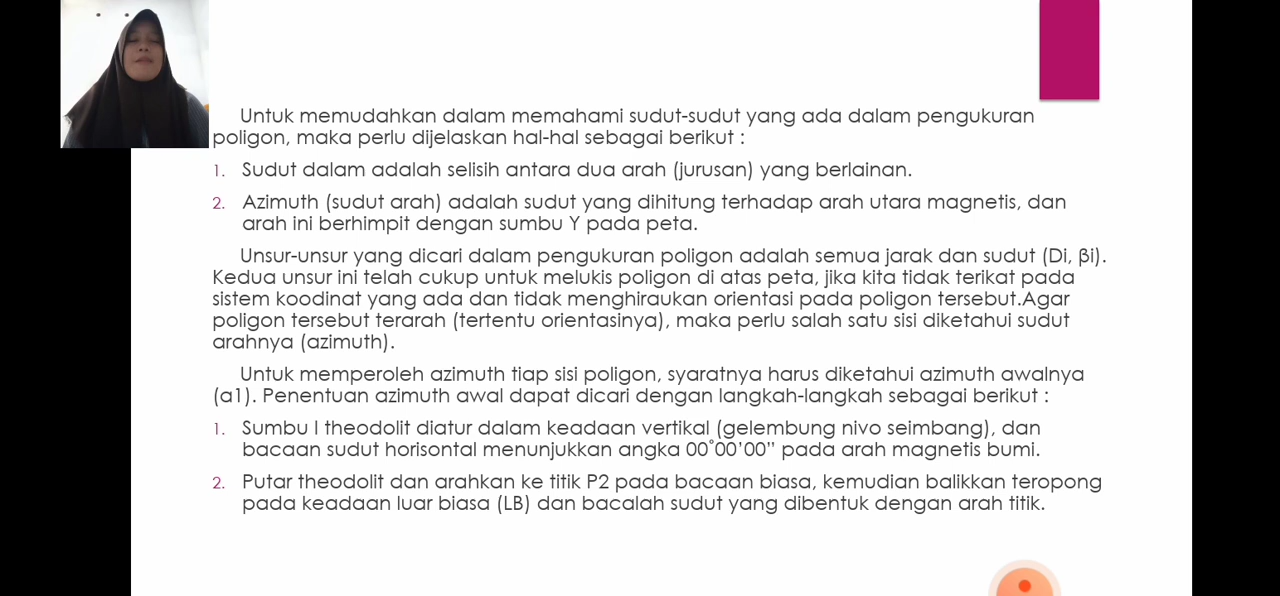 Untuk memudahkan dalam memahami sudut-sudut yang ada dalam pengukuran
poligon, maka perlu dijelaskan hal-hal sebagai berikut :
1. Sudut dalam adalah selisih antara dua arah (jurusan) yang berlainan.
2. Azimuth (sudut arah) adalah sudut yang dihitung terhadap arah utara magnetis, dan
arah ini berhimpit dengan sumbu Y pada peta.
Unsur-unsur yang dicari dalam pengukuran poligon adalah semua jarak dan sudut (Di, βi).
Kedua unsur ini telah cukup untuk melukis poligon di atas peta, jika kita tidak terikat pada
sistem koodinat yang ada dan tidak menghiraukan orientasi pada poligon tersebut.Agar
poligon tersebut terarah (tertentu orientasinya), maka perlu salah satu sisi diketahui sudut
arahnya (azimuth).
Untuk memperoleh azimuth tiap sisi poligon, syaratnya harus diketahui azimuth awalnya
(α1). Penentuan azimuth awal dapat dicari dengan langkah-langkah sebagai berikut :
1. Sumbu I theodolit diatur dalam keadaan vertikal (gelembung nivo seimbang), dan
bacaan sudut horisontal menunjukkan angka 00˚00’00” pada arah magnetis bumi.
2. Putar theodolit dan arahkan ke titik P2 pada bacaan biasa, kemudian balikkan teropong
pada keadaan luar biasa (LB) dan bacalah sudut yang dibentuk dengan arah titik.